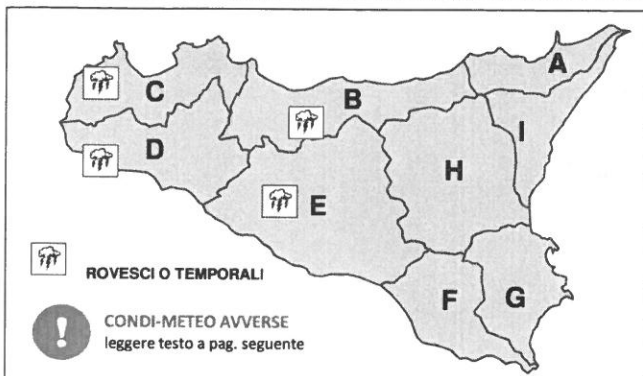 A
B
C
D
I
H
E
F
G
ROVESCI O TEMPORALI
!
CONDI-METEO AVVERSE
leggere testo a pag. seguente